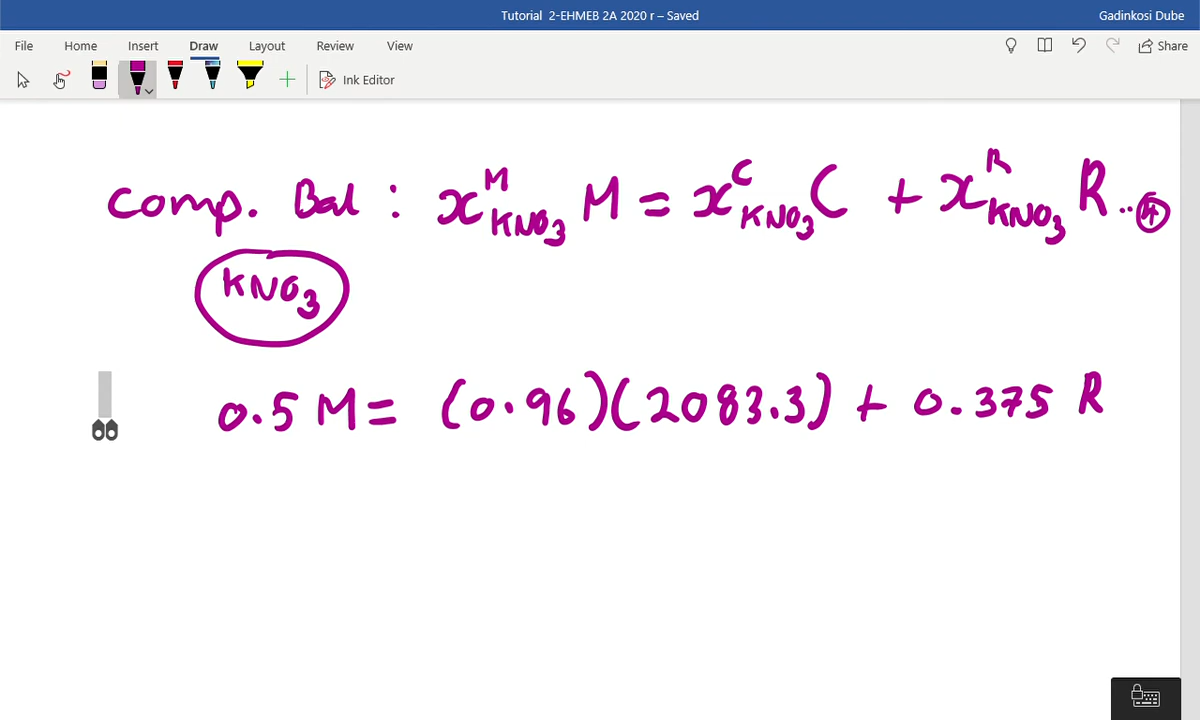 Tutorial 2-EHMEB 2A 2020 r – Saved
Gadinkosi Dube
File Home Insert Draw Layout Review View Share
Ink Editor
Comp. Bal : x^M_KNO3 M = x^C_KNO3 C + x^R_KNO3 R .. ④
KNO3
0.5 M = (0.96)(2083.3) + 0.375 R